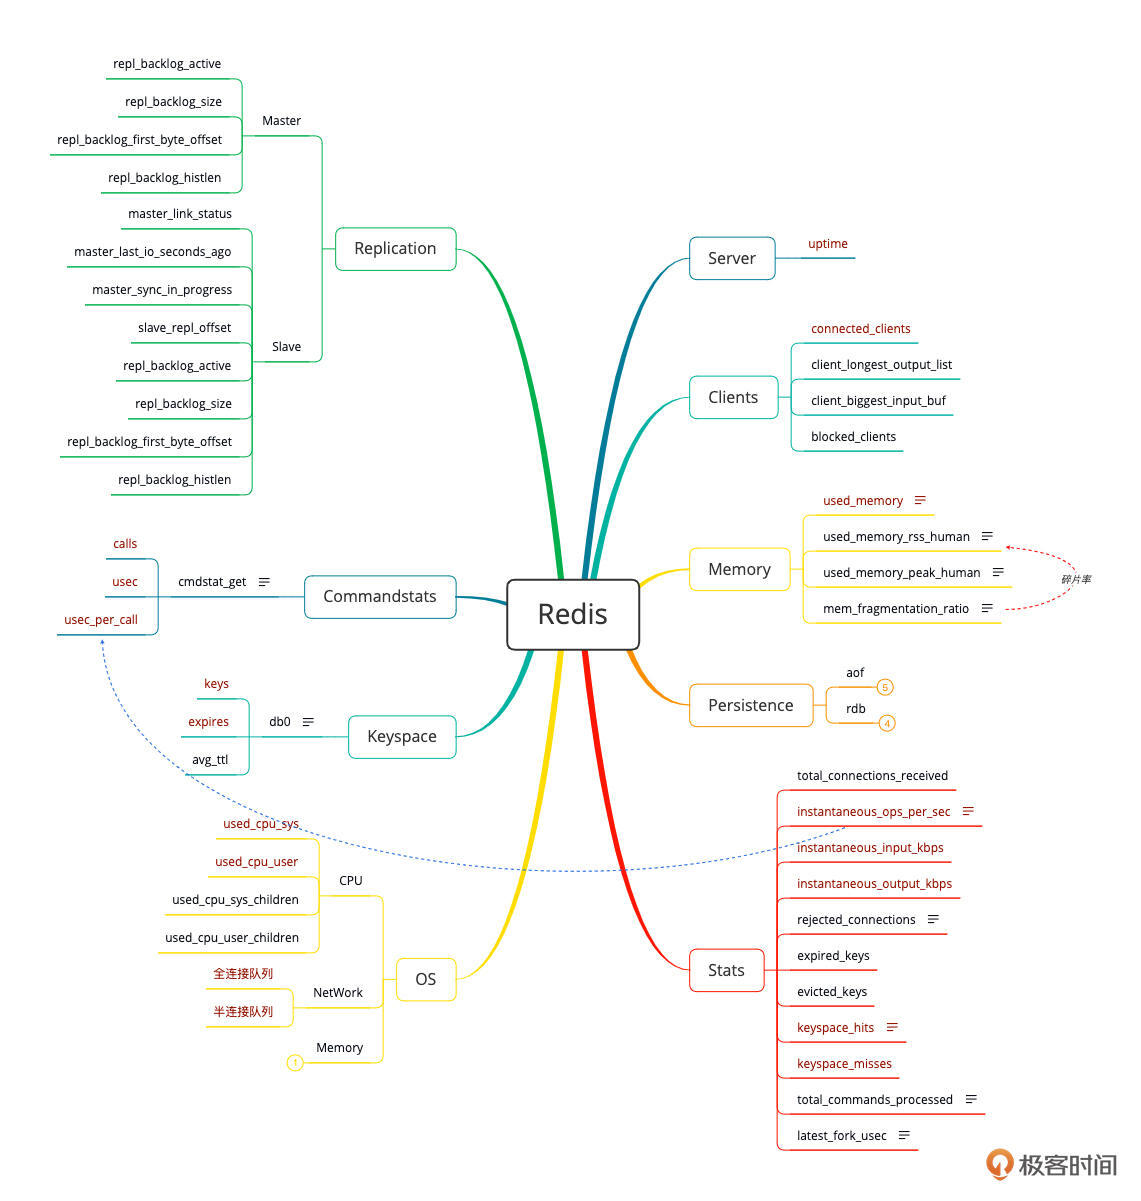 Redis
Replication
Master
repl_backlog_active
repl_backlog_size
repl_backlog_first_byte_offset
repl_backlog_histlen
Slave
master_link_status
master_last_io_seconds_ago
master_sync_in_progress
slave_repl_offset
repl_backlog_active
repl_backlog_size
repl_backlog_first_byte_offset
repl_backlog_histlen
Commandstats
cmdstat_get
calls
usec
usec_per_call
Keyspace
db0
keys
expires
avg_ttl
OS
CPU
used_cpu_sys
used_cpu_user
used_cpu_sys_children
used_cpu_user_children
NetWork
全连接队列
半连接队列
Memory
1
Server
uptime
Clients
connected_clients
client_longest_output_list
client_biggest_input_buf
blocked_clients
Memory
used_memory
used_memory_rss_human
used_memory_peak_human
mem_fragmentation_ratio
碎片率
Persistence
aof
5
rdb
4
Stats
total_connections_received
instantaneous_ops_per_sec
instantaneous_input_kbps
instantaneous_output_kbps
rejected_connections
expired_keys
evicted_keys
keyspace_hits
keyspace_misses
total_commands_processed
latest_fork_usec
极客时间